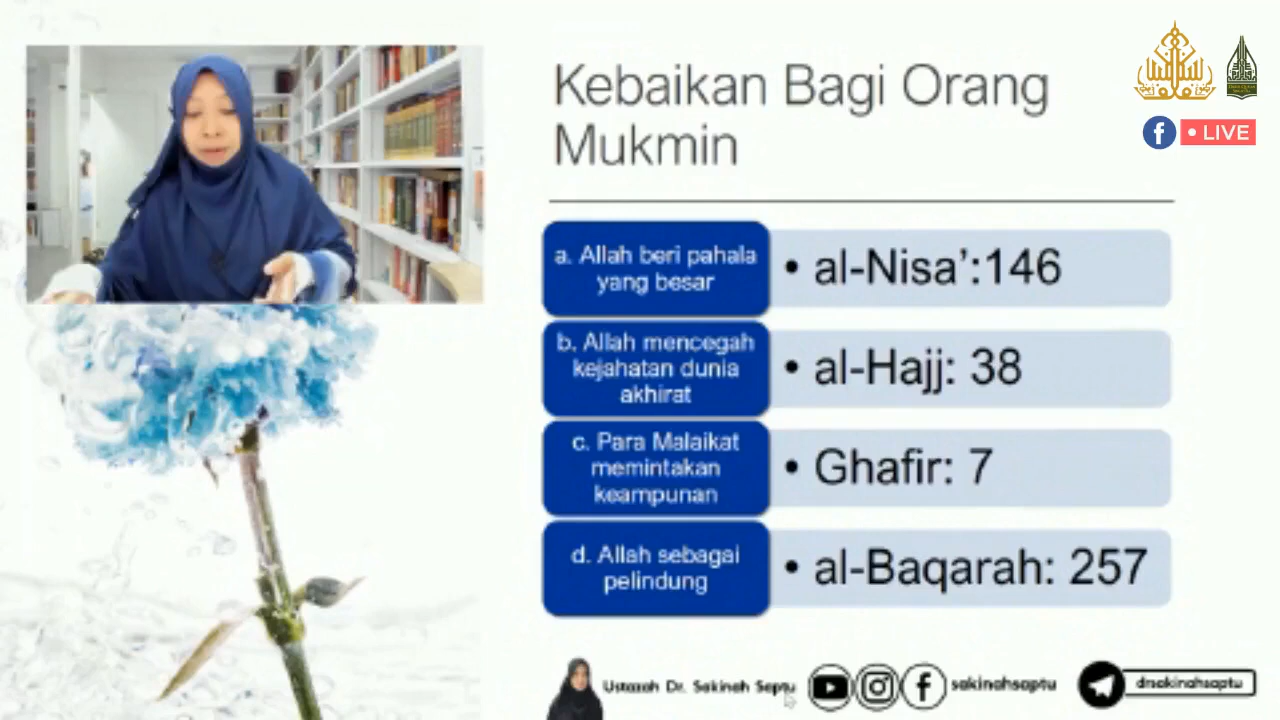 Kebaikan Bagi Orang
Mukmin
LIVE
a. Allah beri pahala
yang besar
• al-Nisa’:146
b. Allah mencegah
kejahatan dunia
akhirat
• al-Hajj: 38
c. Para Malaikat
memintakan
keampunan
• Ghafir: 7
d. Allah sebagai
pelindung
• al-Baqarah: 257
Ustazah Dr. Sakinah Saptu
sakinahsaptu
drsakinahsaptu